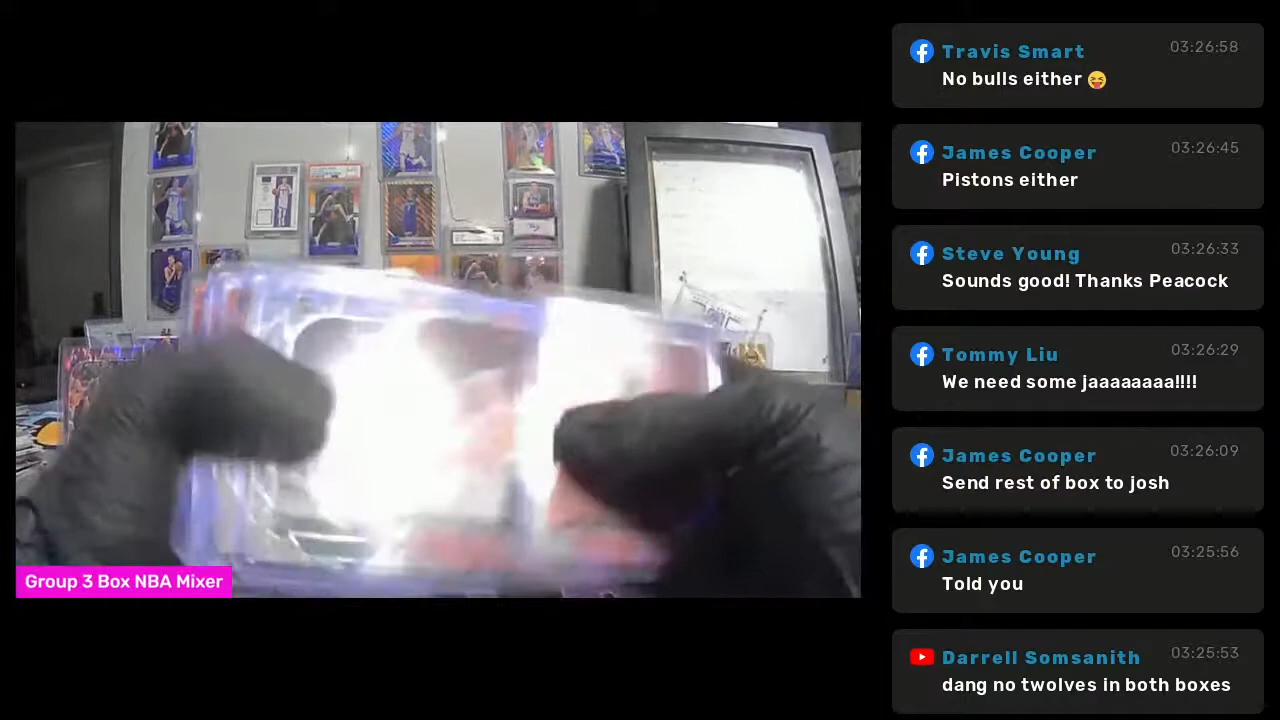 Group 3 Box NBA Mixer
Travis Smart
03:26:58
No bulls either 😝
James Cooper
03:26:45
Pistons either
Steve Young
03:26:33
Sounds good! Thanks Peacock
Tommy Liu
03:26:29
We need some jaaaaaaaa!!!!
James Cooper
03:26:09
Send rest of box to josh
James Cooper
03:25:56
Told you
Darrell Somsanith
03:25:53
dang no twolves in both boxes